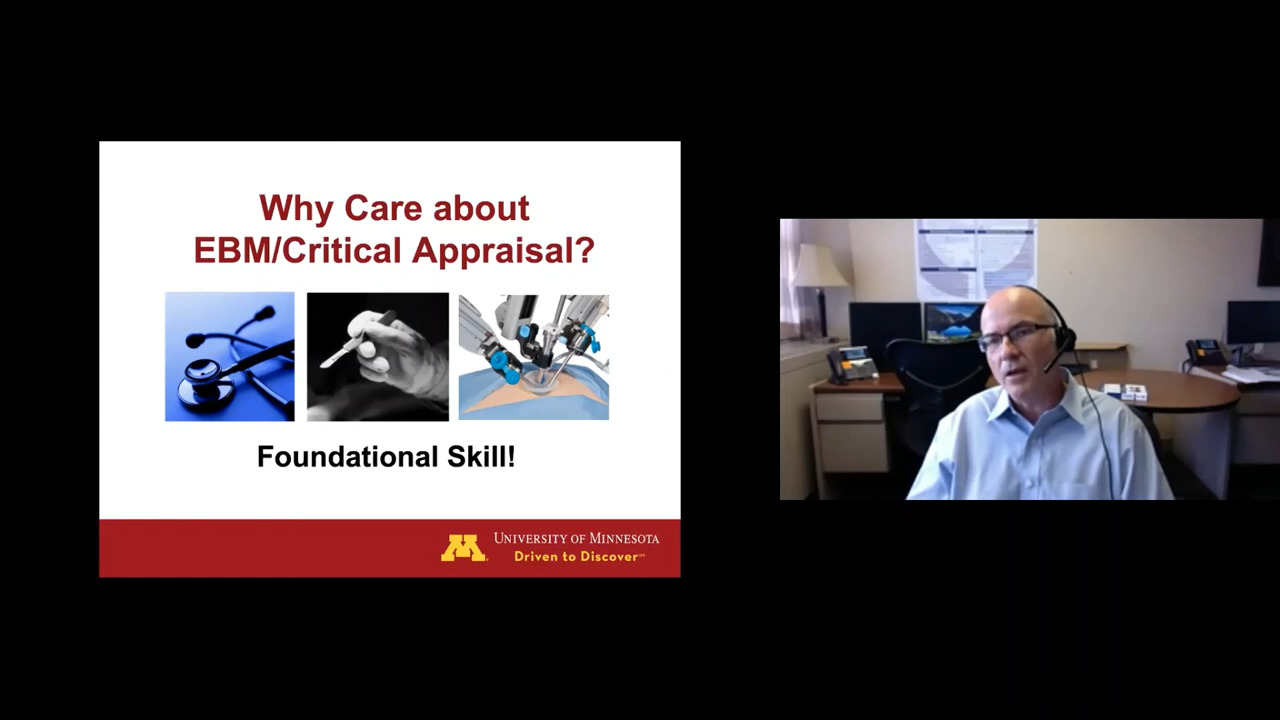 Why Care about
EBM/Critical Appraisal?
Foundational Skill!
UNIVERSITY OF MINNESOTA
Driven to Discover℠